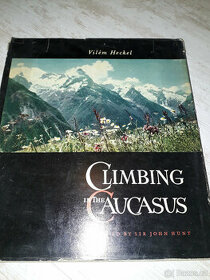 Vilém Heckel
CLIMBING
IN THE
CAUCASUS
BY SIR JOHN HUNT